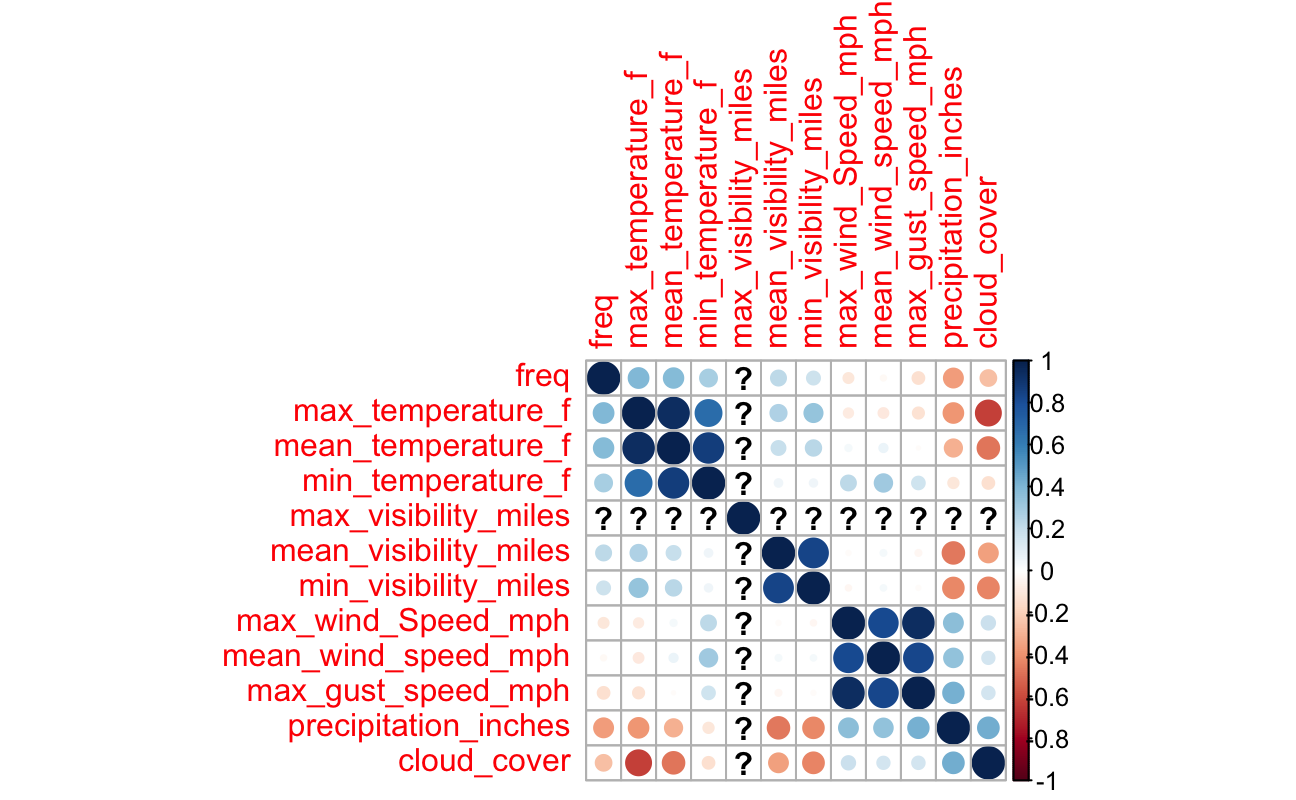 freq
max_temperature_f
mean_temperature_f
min_temperature_f
max_visibility_miles
mean_visibility_miles
min_visibility_miles
max_wind_Speed_mph
mean_wind_speed_mph
max_gust_speed_mph
precipitation_inches
cloud_cover
freq ?
max_temperature_f ?
mean_temperature_f ?
min_temperature_f ?
max_visibility_miles ? ? ? ? ? ? ? ? ? ? ?
mean_visibility_miles ?
min_visibility_miles ?
max_wind_Speed_mph ?
mean_wind_speed_mph ?
max_gust_speed_mph ?
precipitation_inches ?
cloud_cover ?
1
0.8
0.6
0.4
0.2
0
-0.2
-0.4
-0.6
-0.8
-1